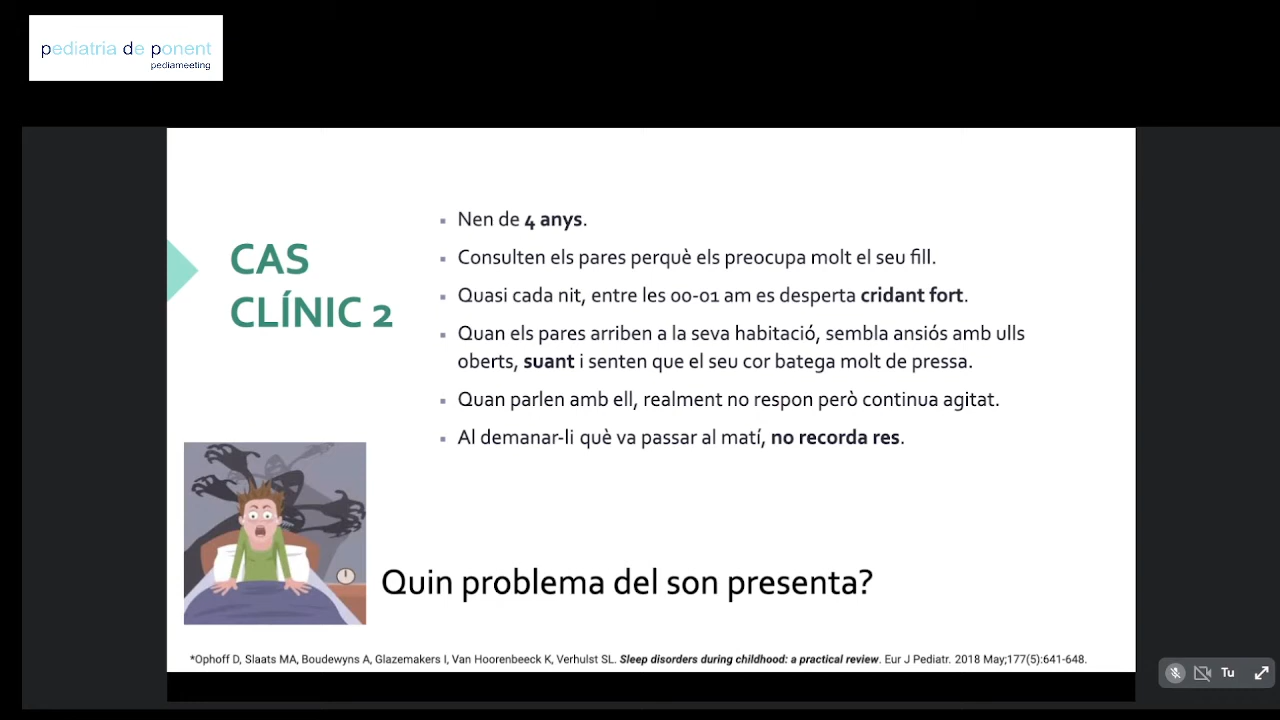 pediatria de ponent
pediameeting
CAS
CLÍNIC 2
Nen de 4 anys.
Consulten els pares perquè els preocupa molt el seu fill.
Quasi cada nit, entre les 00-01 am es desperta cridant fort.
Quan els pares arriben a la seva habitació, sembla ansiós amb ulls
oberts, suant i senten que el seu cor batega molt de pressa.
Quan parlen amb ell, realment no respon però continua agitat.
Al demanar-li què va passar al matí, no recorda res.
Quin problema del son presenta?
*Ophoff D, Slaats MA, Boudewyns A, Glazemakers I, Van Hoorenbeeck K, Verhulst SL. Sleep disorders during childhood: a practical review. Eur J Pediatr. 2018 May;177(5):641-648.
Tu